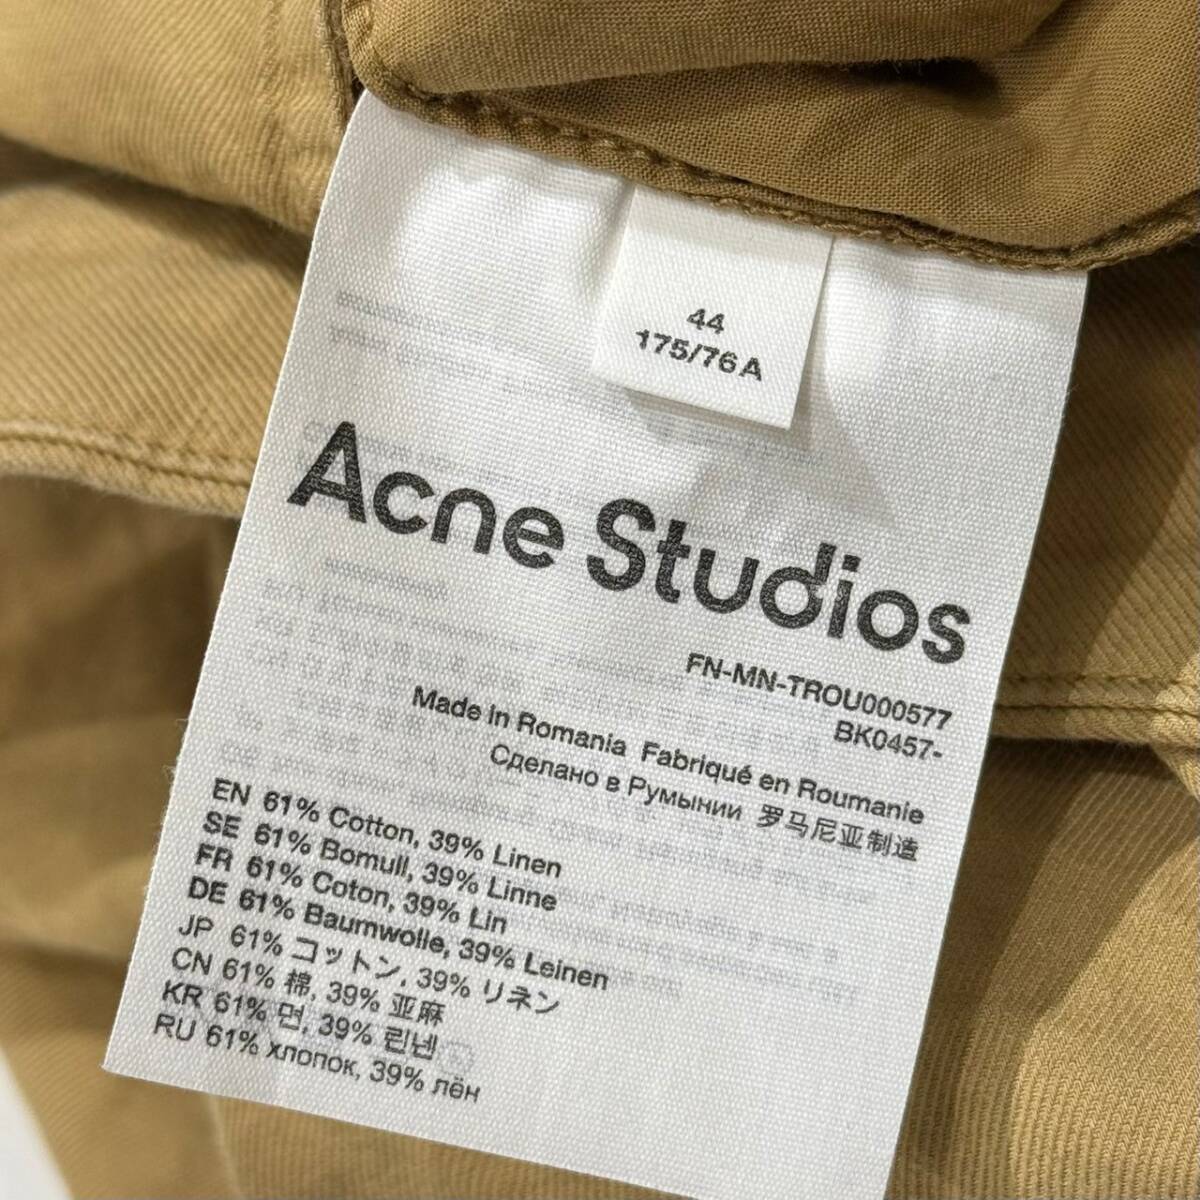 44
175/76A
Acne Studios
FN-MN-TROU000577
BK0457-
Made in Romania Fabriqué en Roumanie
Сделано в Румынии 罗马尼亚制造
EN 61% Cotton, 39% Linen
SE 61% Bomull, 39% Linne
FR 61% Coton, 39% Lin
DE 61% Baumwolle, 39% Leinen
JP 61% コットン, 39% リネン
CN 61% 棉, 39% 亚麻
KR 61% 면, 39% 린넨
RU 61% хлопок, 39% лён